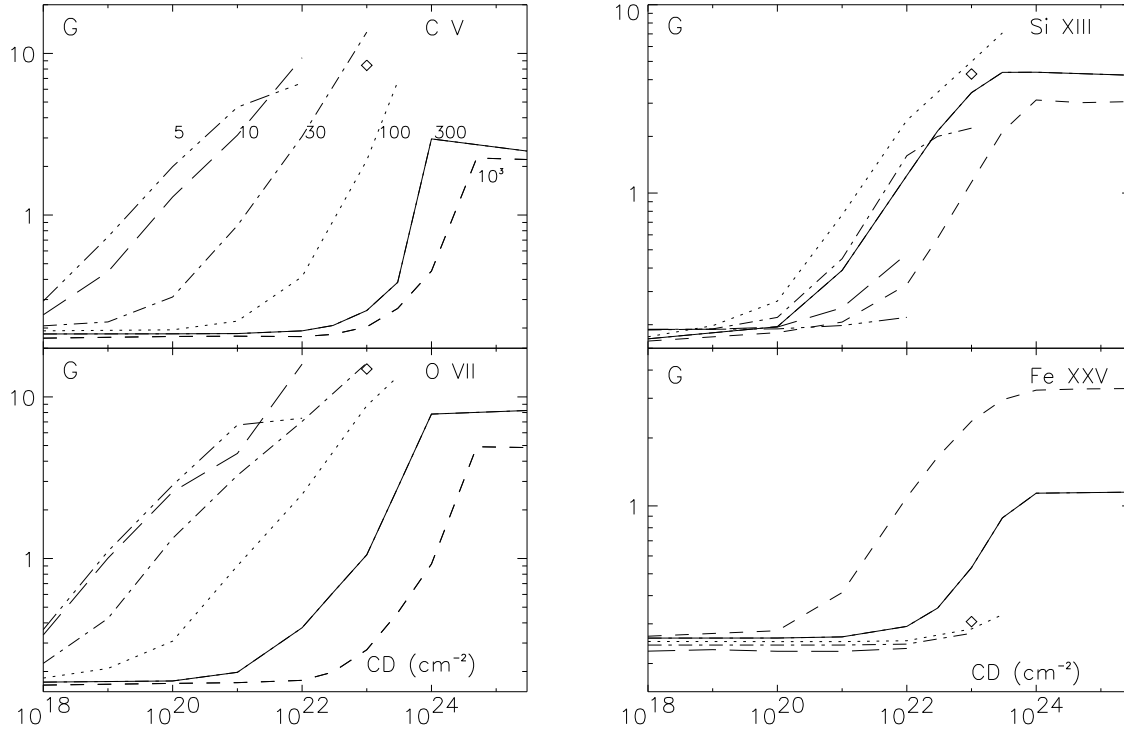 G C V
10
5 10 30 100 300
10³
1
G Si XIII
10
1
G O VII
10
1
CD (cm⁻²)
10¹⁸ 10²⁰ 10²² 10²⁴
G Fe XXV
1
CD (cm⁻²)
10¹⁸ 10²⁰ 10²² 10²⁴